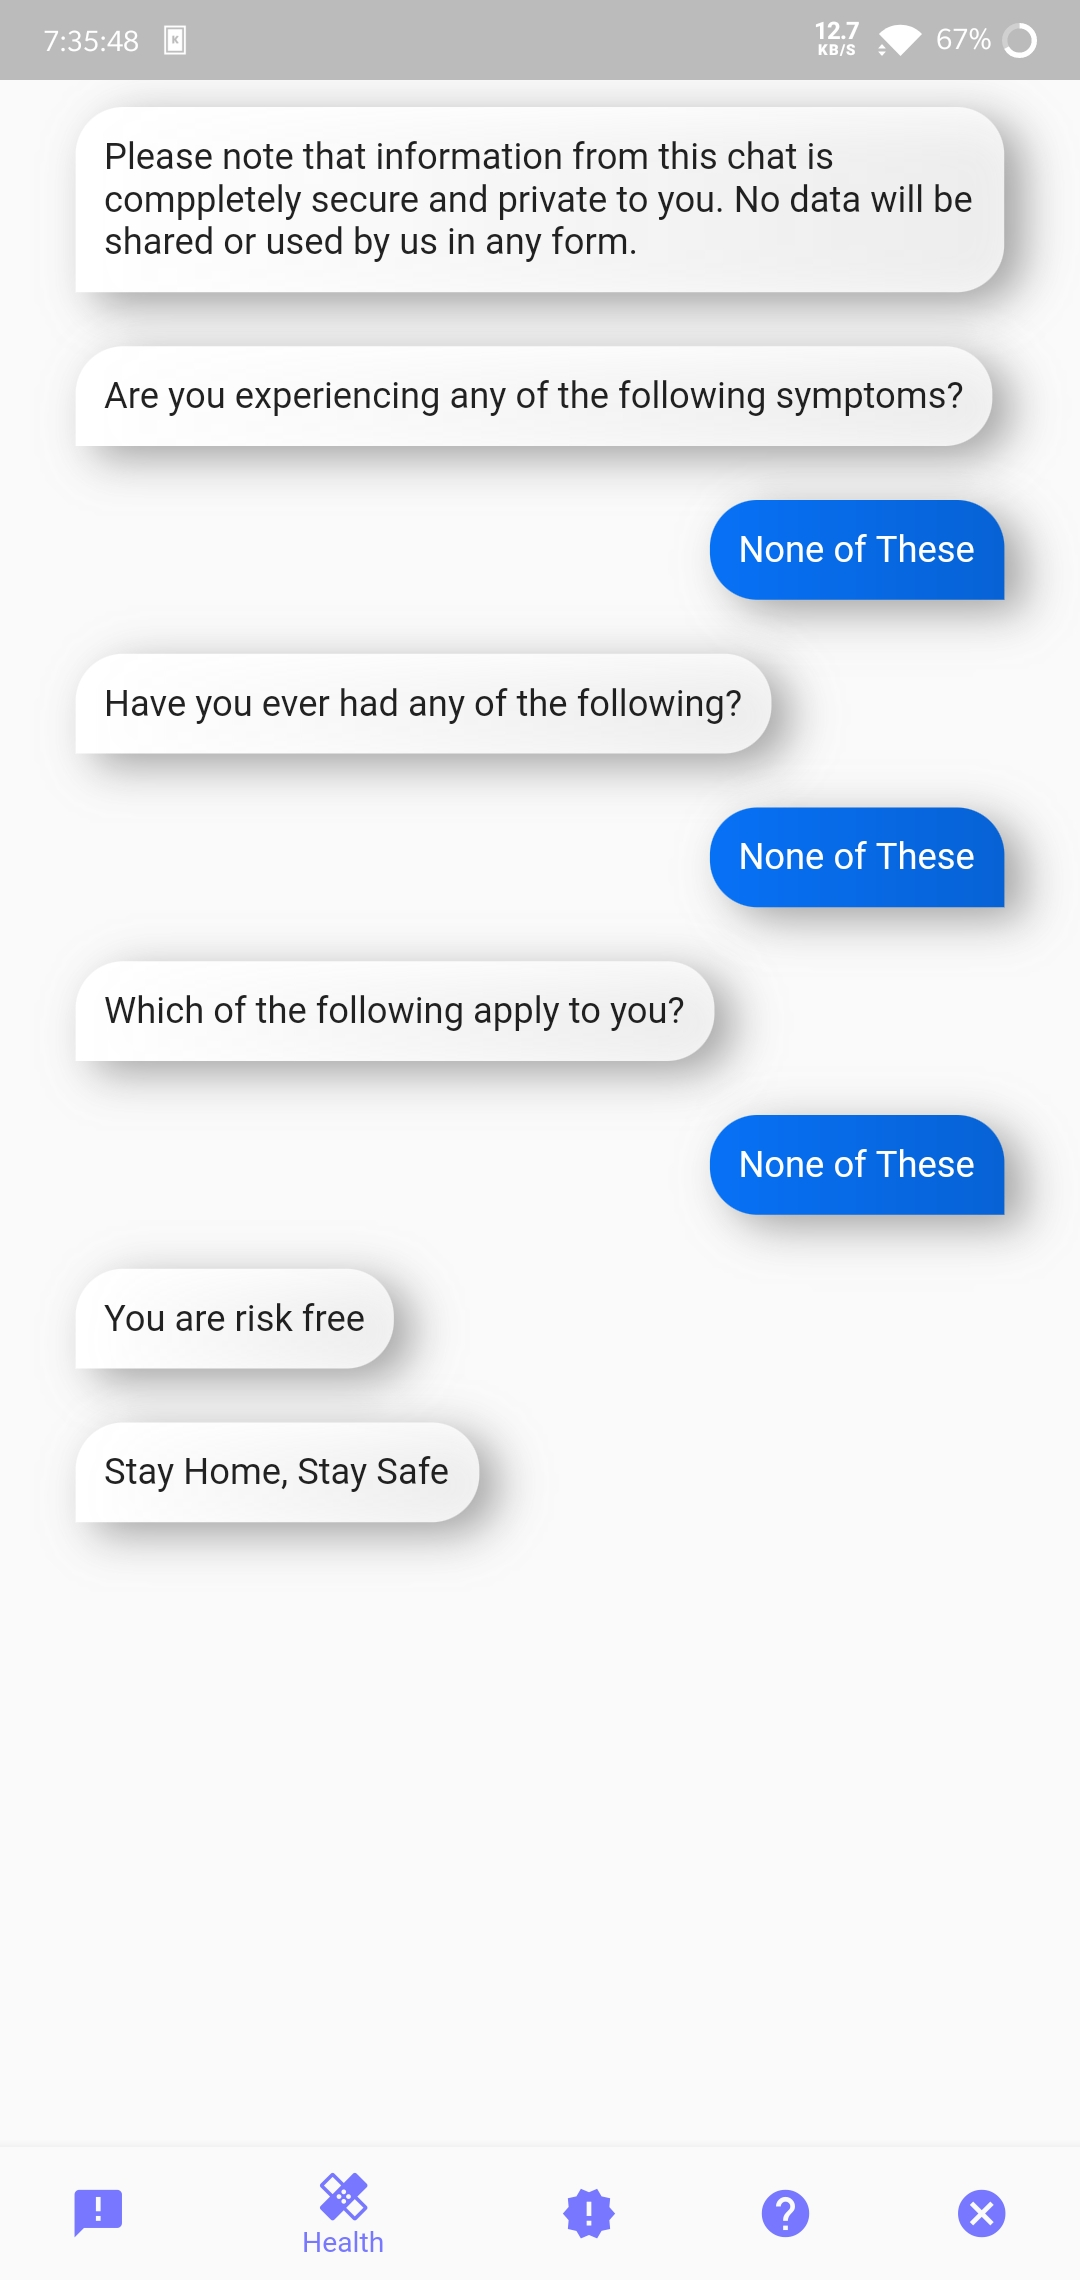 7:35:48
K
12.7
KB/S
67%
Please note that information from this chat is
comppletely secure and private to you. No data will be
shared or used by us in any form.
Are you experiencing any of the following symptoms?
None of These
Have you ever had any of the following?
None of These
Which of the following apply to you?
None of These
You are risk free
Stay Home, Stay Safe
Health